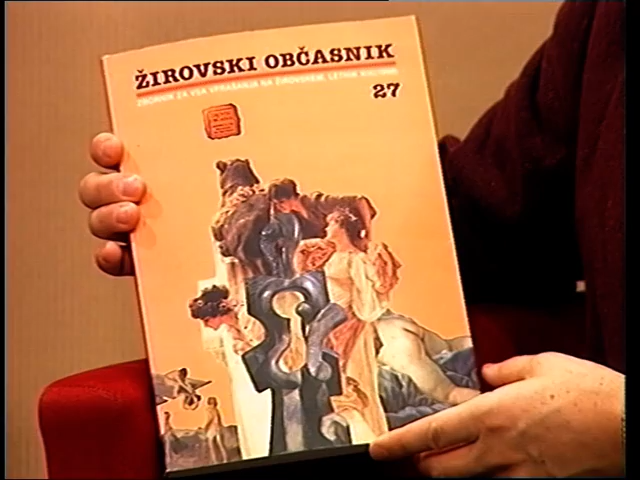 ŽIROVSKI OBČASNIK
ZBORNIK ZA VSA VPRAŠANJA NA ŽIROVSKEM, LETNIK
27